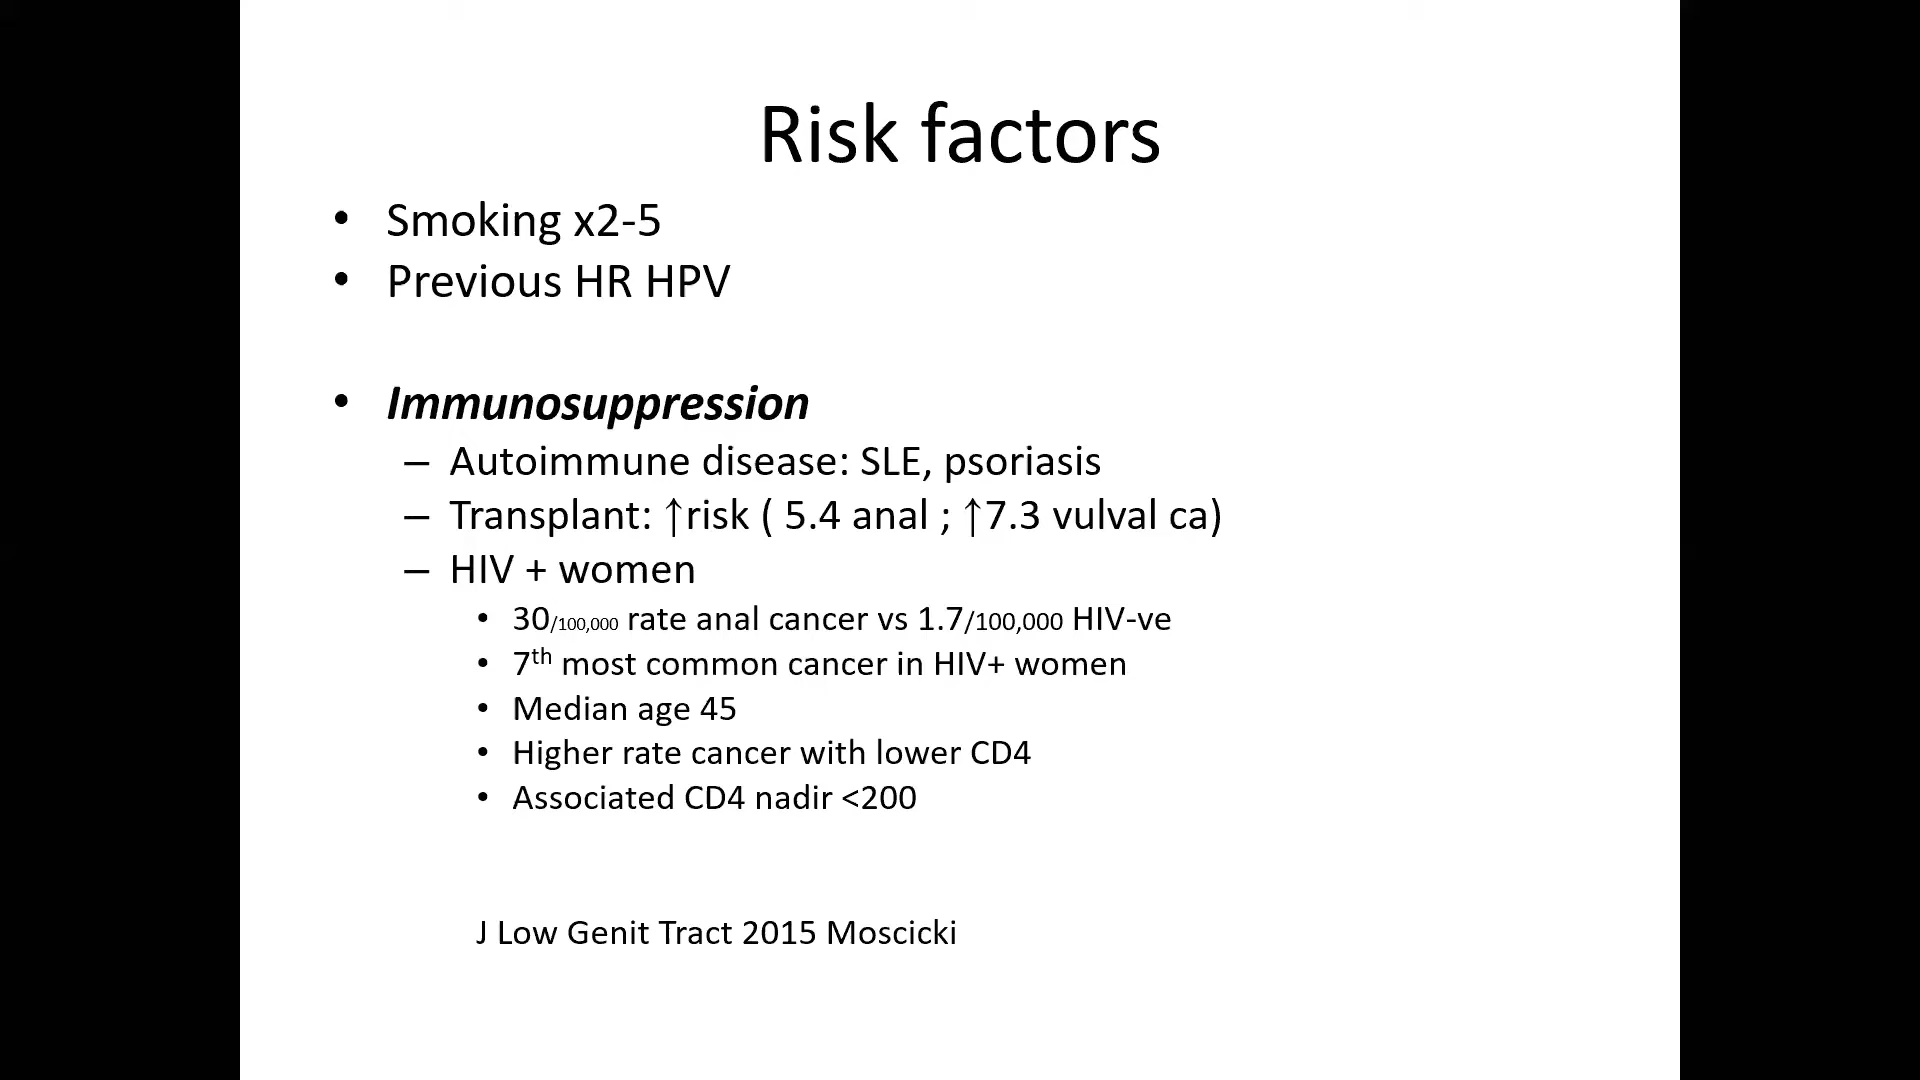 Risk factors
• Smoking x2-5
• Previous HR HPV
• Immunosuppression
– Autoimmune disease: SLE, psoriasis
– Transplant: ↑risk ( 5.4 anal ; ↑7.3 vulval ca)
– HIV + women
• 30/100,000 rate anal cancer vs 1.7/100,000 HIV-ve
• 7th most common cancer in HIV+ women
• Median age 45
• Higher rate cancer with lower CD4
• Associated CD4 nadir <200
J Low Genit Tract 2015 Moscicki